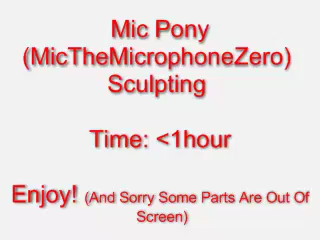 Mic Pony
(MicTheMicrophoneZero)
Sculpting
Time: <1hour
Enjoy! (And Sorry Some Parts Are Out Of
Screen)